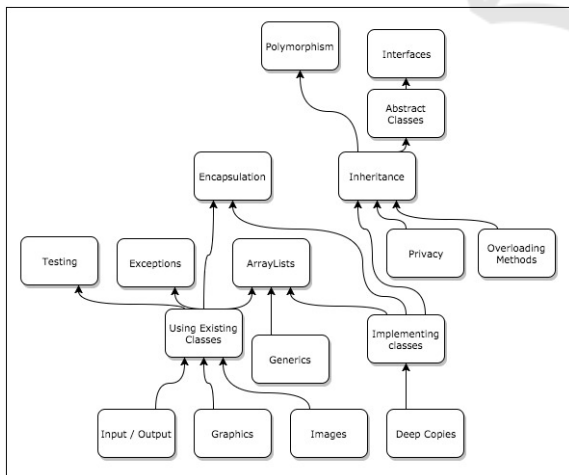 Polymorphism
Interfaces
Abstract
Classes
Encapsulation
Inheritance
Testing
Exceptions
ArrayLists
Privacy
Overloading
Methods
Using Existing
Classes
Generics
Implementing
classes
Input / Output
Graphics
Images
Deep Copies